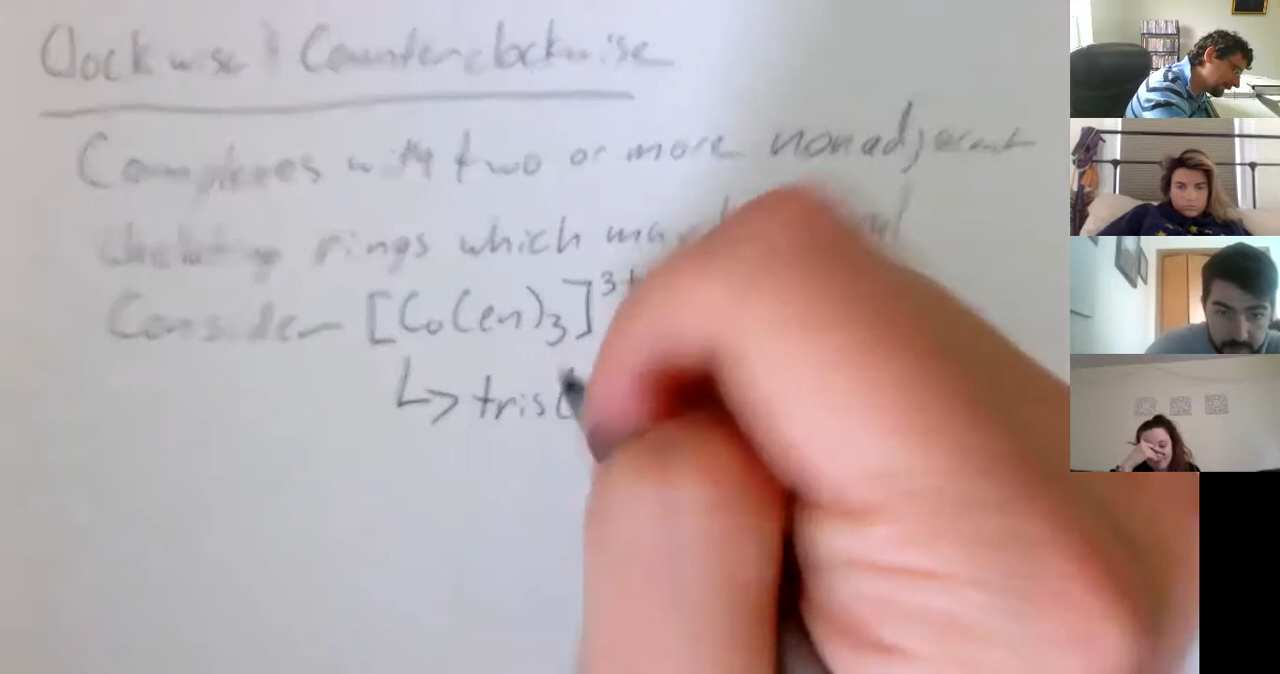 Clockwise & Counterclockwise
Complexes with two or more nonadjacent
chelating rings which may
Consider [Co(en)3]3+
↳ tris(